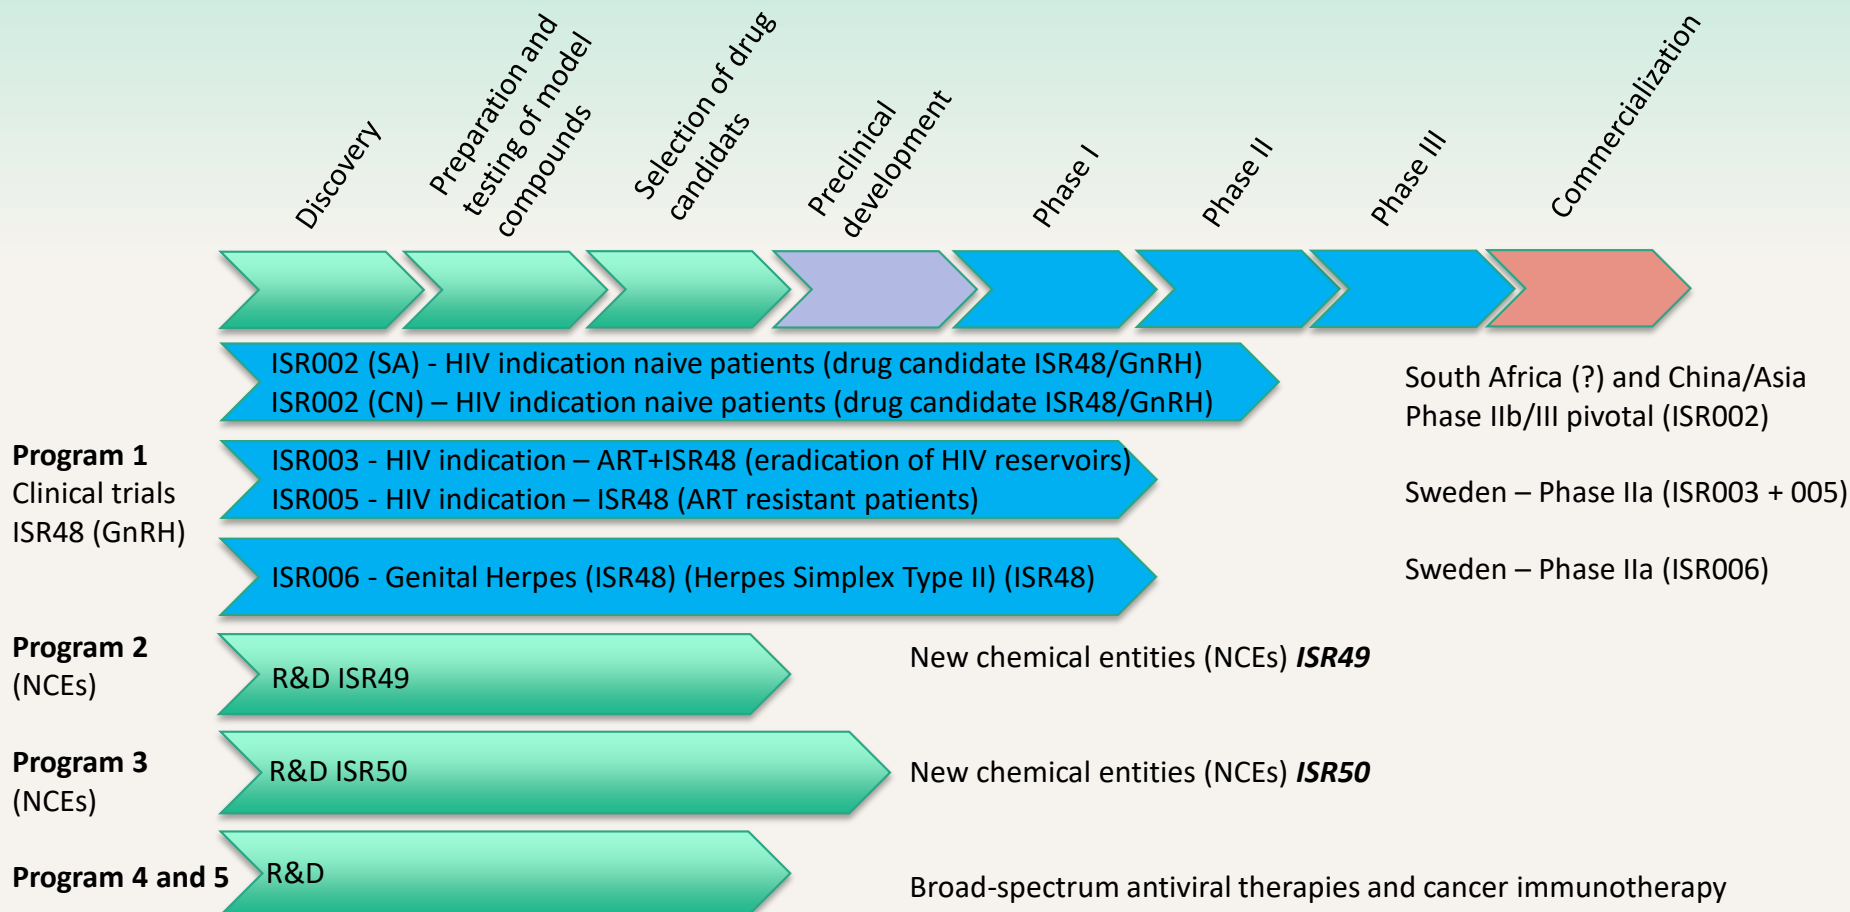 Discovery
Preparation and
testing of model
compounds
Selection of drug
candidats
Preclinical
development
Phase I
Phase II
Phase III
Commercialization
ISR002 (SA) - HIV indication naive patients (drug candidate ISR48/GnRH)
ISR002 (CN) – HIV indication naive patients (drug candidate ISR48/GnRH)
South Africa (?) and China/Asia
Phase IIb/III pivotal (ISR002)
Program 1
Clinical trials
ISR48 (GnRH)
ISR003 - HIV indication – ART+ISR48 (eradication of HIV reservoirs)
ISR005 - HIV indication – ISR48 (ART resistant patients)
Sweden – Phase IIa (ISR003 + 005)
ISR006 - Genital Herpes (ISR48) (Herpes Simplex Type II) (ISR48)
Sweden – Phase IIa (ISR006)
Program 2
(NCEs)
R&D ISR49
New chemical entities (NCEs) ISR49
Program 3
(NCEs)
R&D ISR50
New chemical entities (NCEs) ISR50
Program 4 and 5
R&D
Broad-spectrum antiviral therapies and cancer immunotherapy